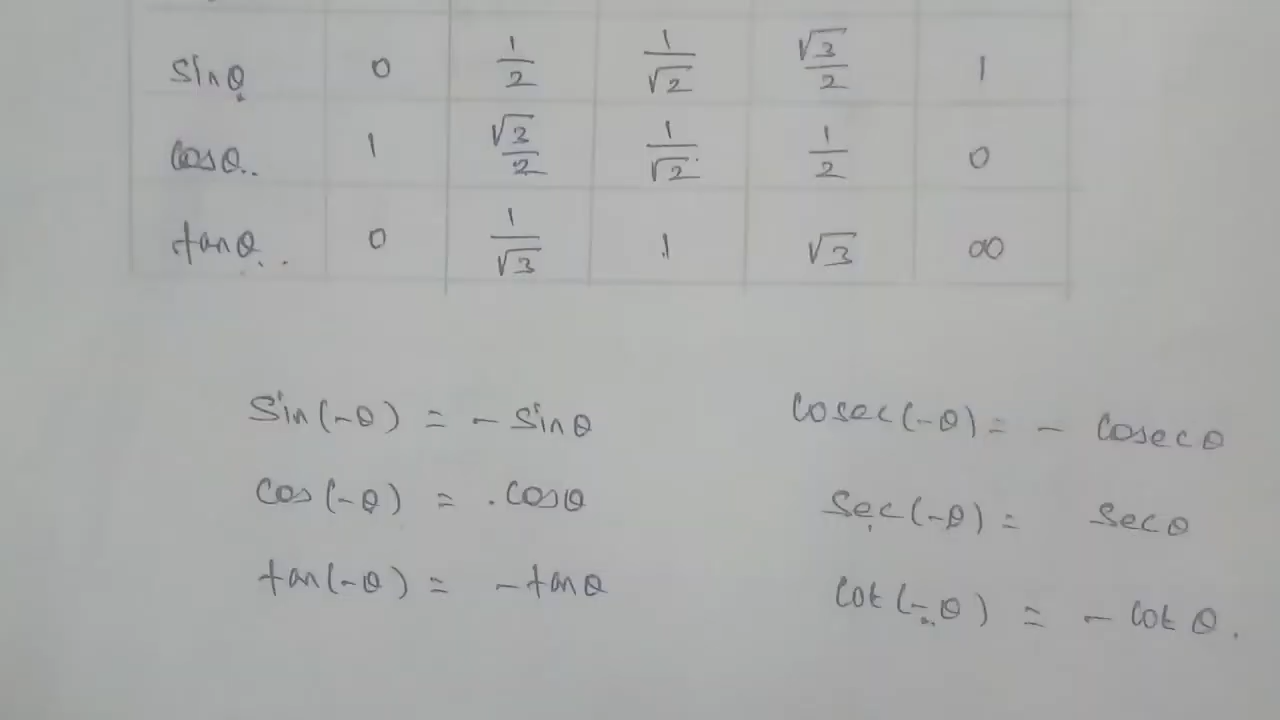 sinθ 0 1/2 1/√2 √3/2 1
cosθ 1 √3/2 1/√2 1/2 0
tanθ 0 1/√3 1 √3 ∞
sin(-θ) = - sinθ cosec(-θ) = - cosecθ
cos(-θ) = cosθ sec(-θ) = secθ
tan(-θ) = - tanθ cot(-θ) = - cot θ.